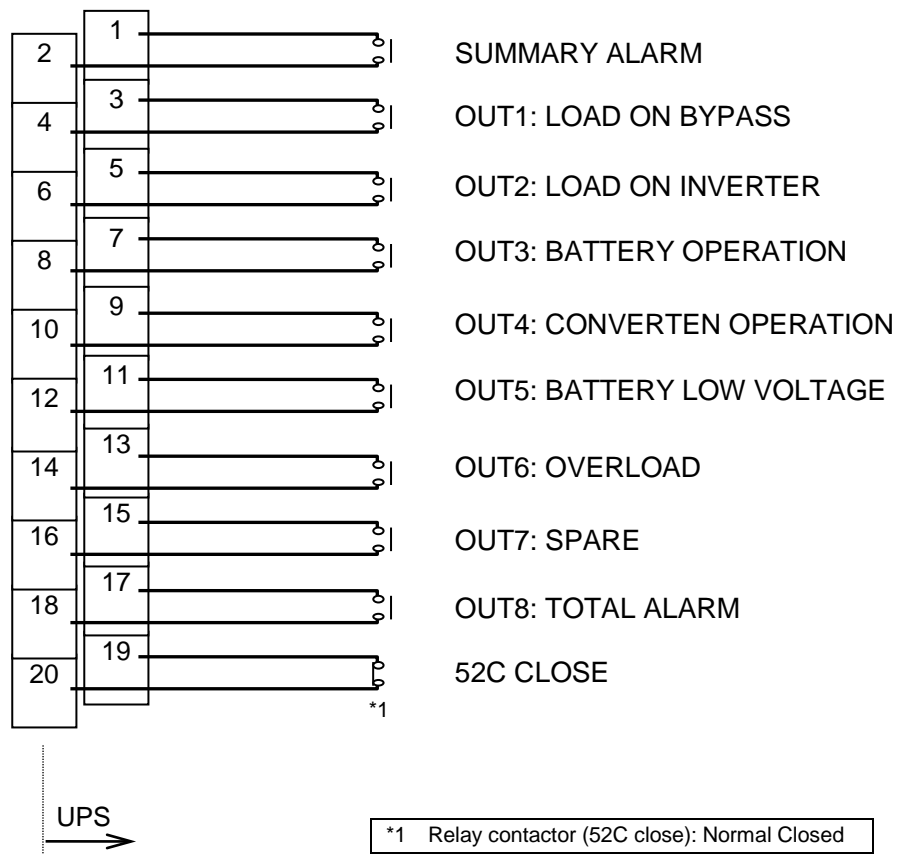 1
2 SUMMARY ALARM
3
4 OUT1: LOAD ON BYPASS
5
6 OUT2: LOAD ON INVERTER
7
8 OUT3: BATTERY OPERATION
9
10 OUT4: CONVERTEN OPERATION
11
12 OUT5: BATTERY LOW VOLTAGE
13
14 OUT6: OVERLOAD
15
16 OUT7: SPARE
17
18 OUT8: TOTAL ALARM
19
20 52C CLOSE
*1
UPS
*1 Relay contactor (52C close): Normal Closed